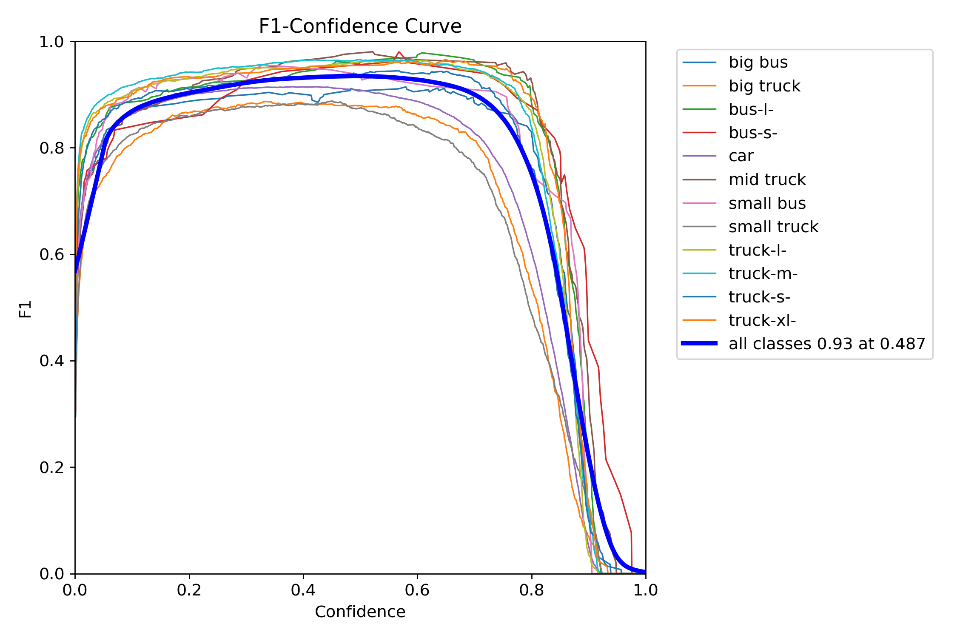 F1-Confidence Curve
1.0
0.8
0.6
0.4
0.2
0.0
F1
0.0 0.2 0.4 0.6 0.8 1.0
Confidence
big bus
big truck
bus-l-
bus-s-
car
mid truck
small bus
small truck
truck-l-
truck-m-
truck-s-
truck-xl-
all classes 0.93 at 0.487